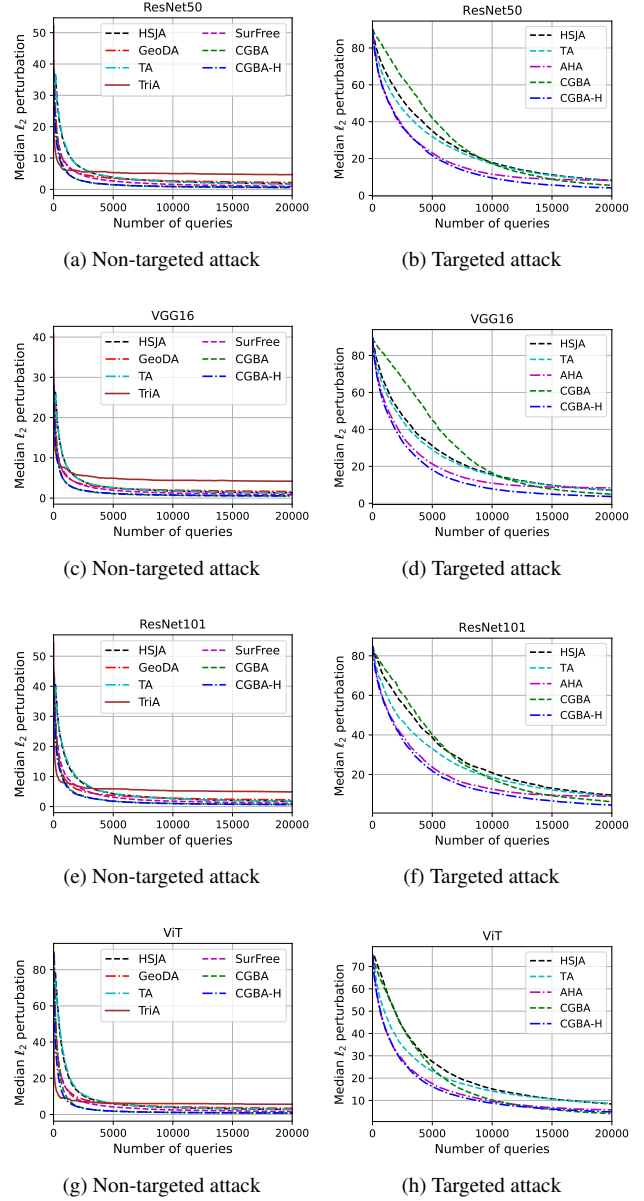 ResNet50
Median ℓ2 perturbation
50
40
30
20
10
0
HSJA
GeoDA
TA
TriA
SurFree
CGBA
CGBA-H
0 5000 10000 15000 20000
Number of queries
(a) Non-targeted attack
ResNet50
Median ℓ2 perturbation
80
60
40
20
0
HSJA
TA
AHA
CGBA
CGBA-H
0 5000 10000 15000 20000
Number of queries
(b) Targeted attack
VGG16
Median ℓ2 perturbation
40
30
20
10
0
HSJA
GeoDA
TA
TriA
SurFree
CGBA
CGBA-H
0 5000 10000 15000 20000
Number of queries
(c) Non-targeted attack
VGG16
Median ℓ2 perturbation
80
60
40
20
0
HSJA
TA
AHA
CGBA
CGBA-H
0 5000 10000 15000 20000
Number of queries
(d) Targeted attack
ResNet101
Median ℓ2 perturbation
50
40
30
20
10
0
HSJA
GeoDA
TA
TriA
SurFree
CGBA
CGBA-H
0 5000 10000 15000 20000
Number of queries
(e) Non-targeted attack
ResNet101
Median ℓ2 perturbation
80
60
40
20
HSJA
TA
AHA
CGBA
CGBA-H
0 5000 10000 15000 20000
Number of queries
(f) Targeted attack
ViT
Median ℓ2 perturbation
80
60
40
20
0
HSJA
GeoDA
TA
TriA
SurFree
CGBA
CGBA-H
0 5000 10000 15000 20000
Number of queries
(g) Non-targeted attack
ViT
Median ℓ2 perturbation
70
60
50
40
30
20
10
HSJA
TA
AHA
CGBA
CGBA-H
0 5000 10000 15000 20000
Number of queries
(h) Targeted attack